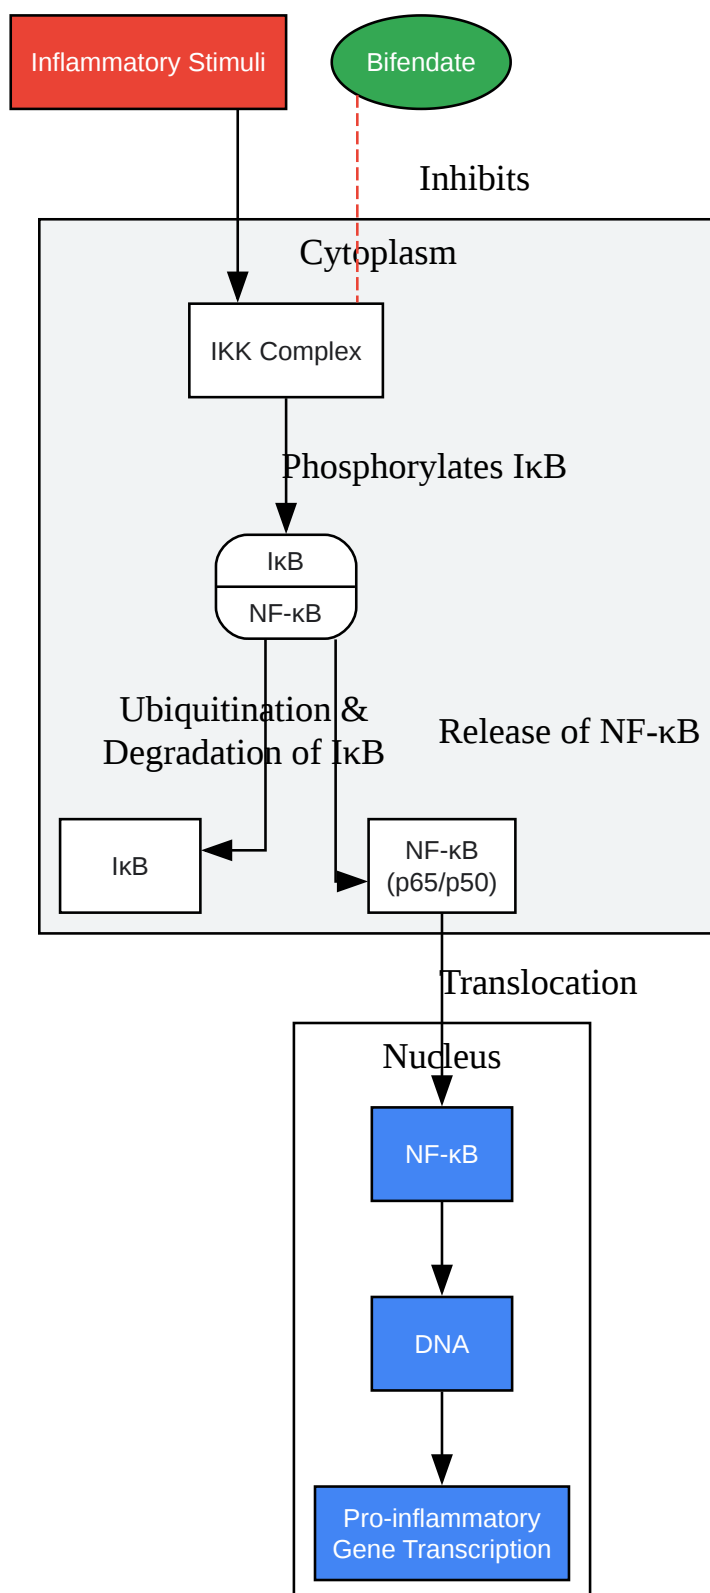 Inflammatory Stimuli
Bifendate
Inhibits
Cytoplasm
IKK Complex
Phosphorylates IκB
IκB
NF-κB
Ubiquitination &
Degradation of IκB
Release of NF-κB
IκB
NF-κB
(p65/p50)
Translocation
Nucleus
NF-κB
DNA
Pro-inflammatory
Gene Transcription